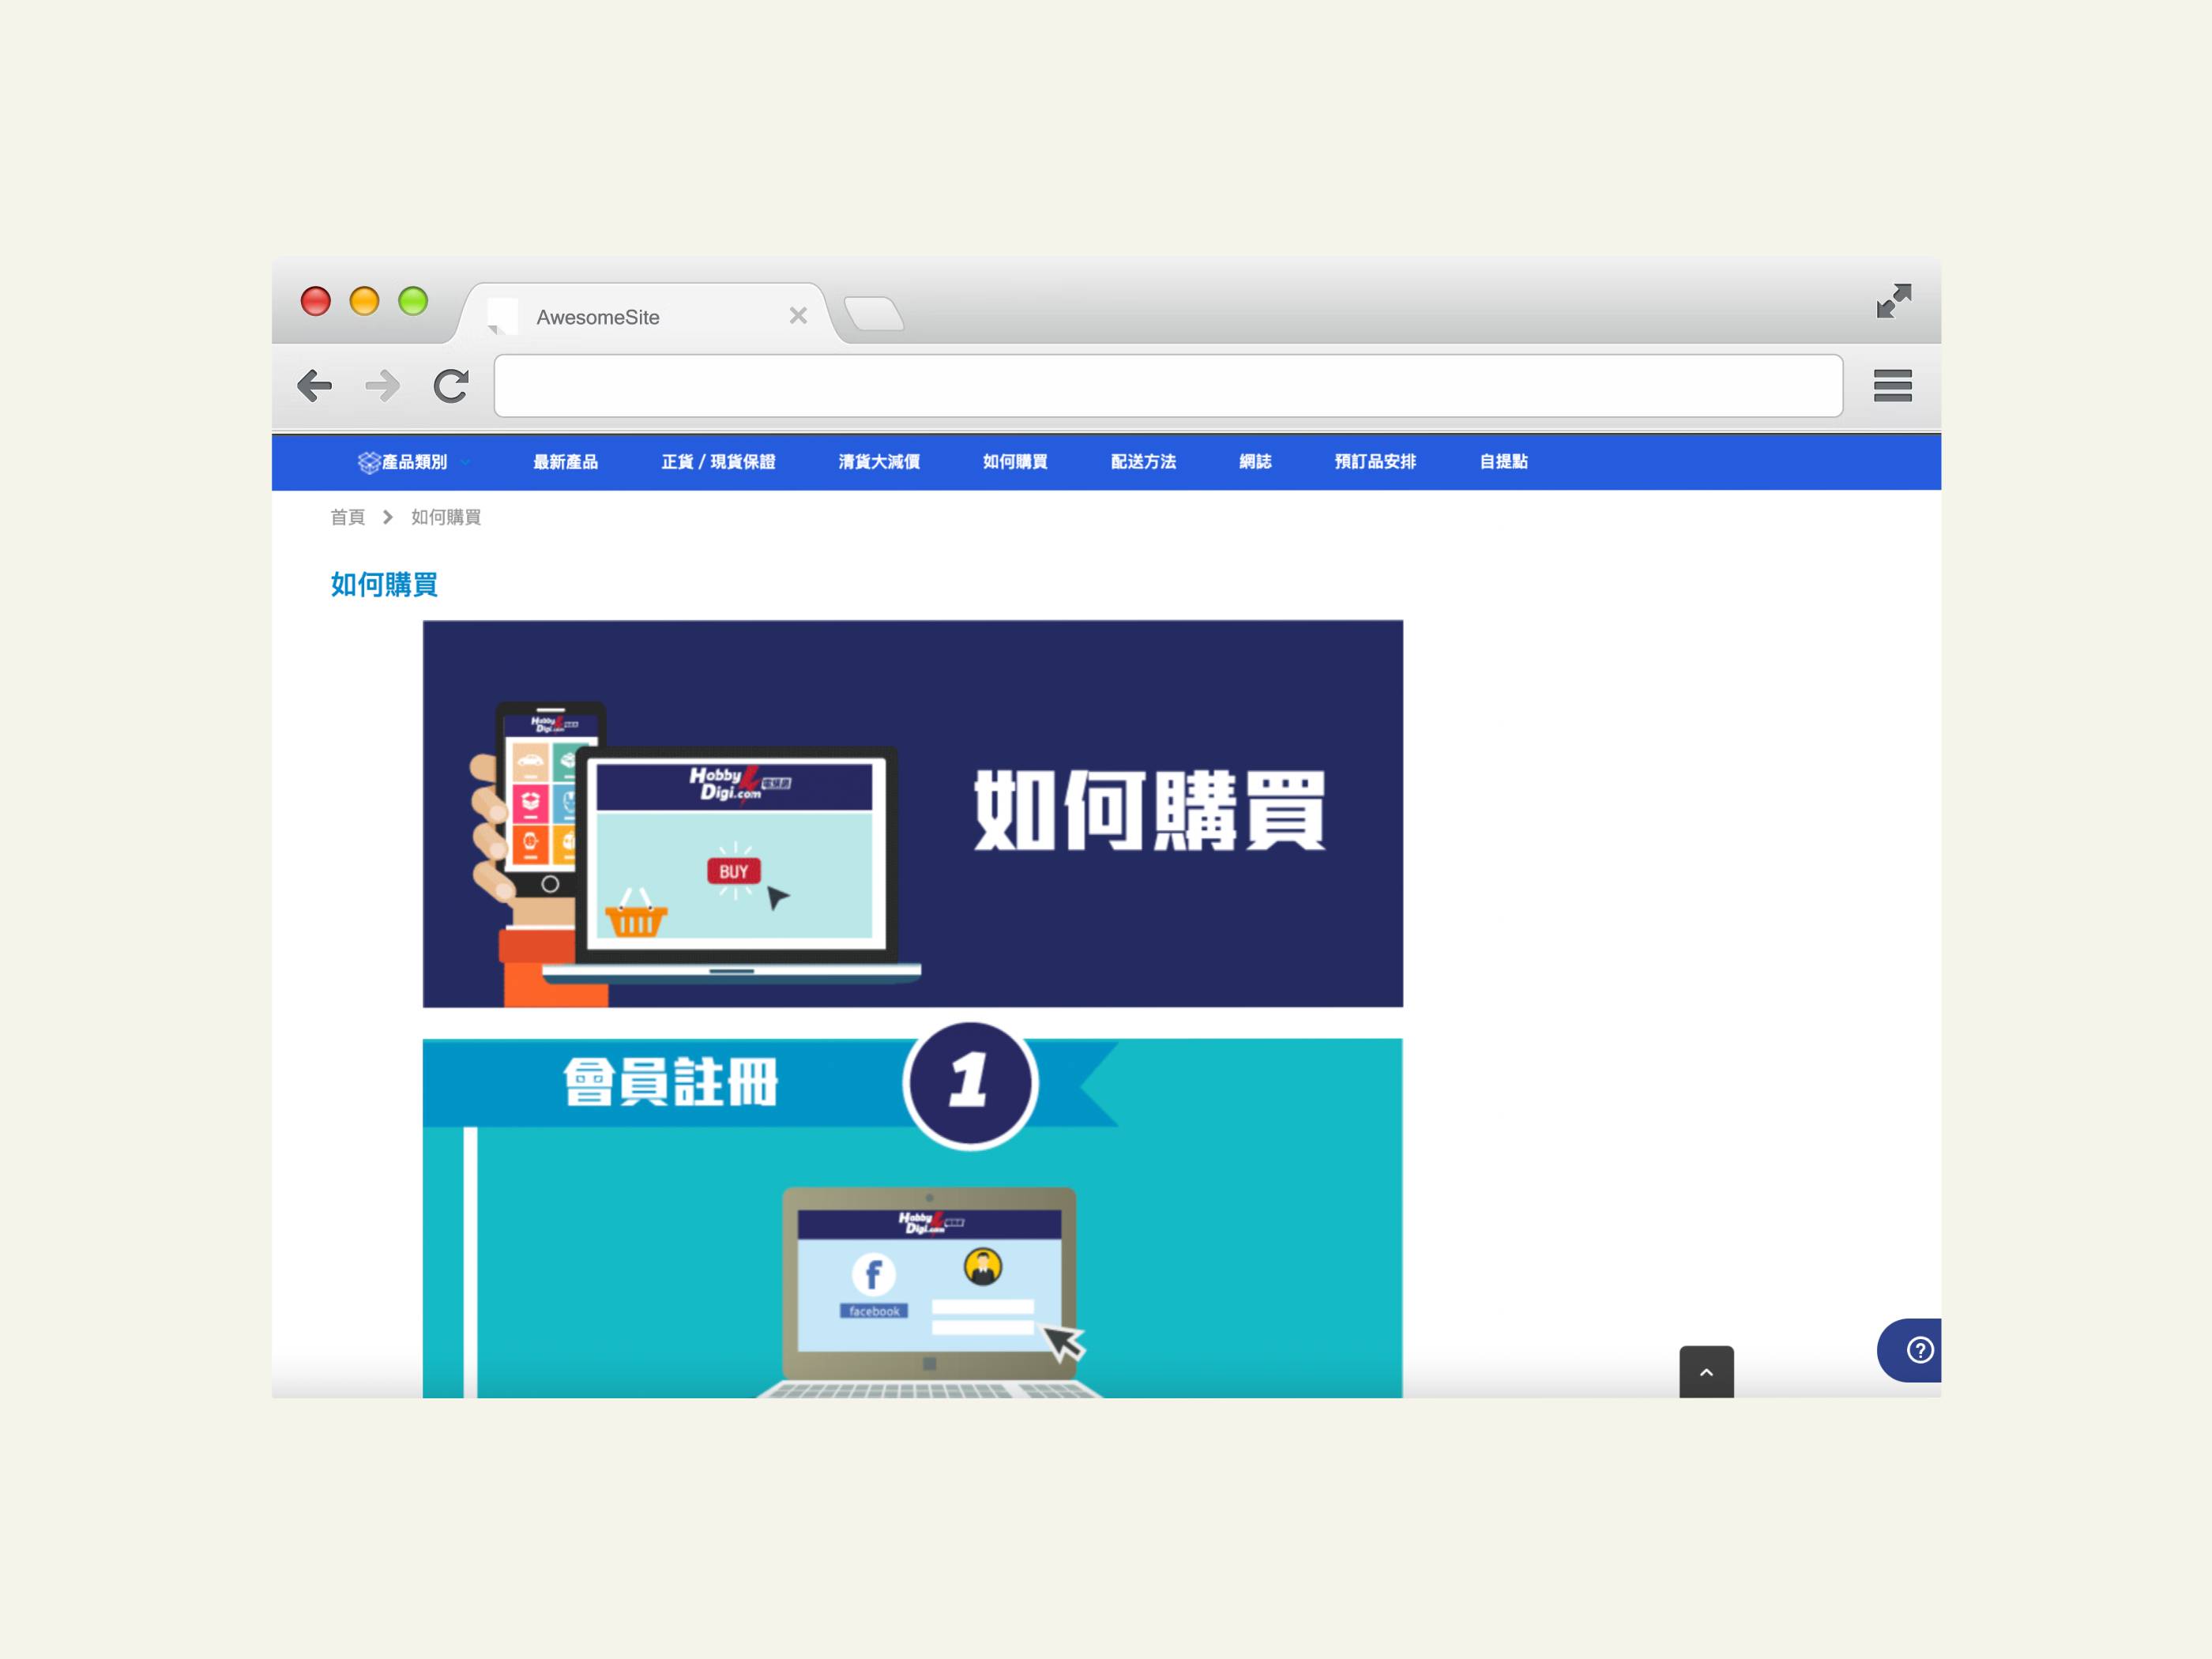 AwesomeSite
產品類別 最新產品 正貨 / 現貨保證 清貨大減價 如何購買 配送方法 網誌 預訂品安排 自提點
首頁 > 如何購買
如何購買
Hobby
Digi.com
Hobby
Digi.com
BUY
如何購買
會員註冊 1
Hobby
Digi.com
f
facebook
?